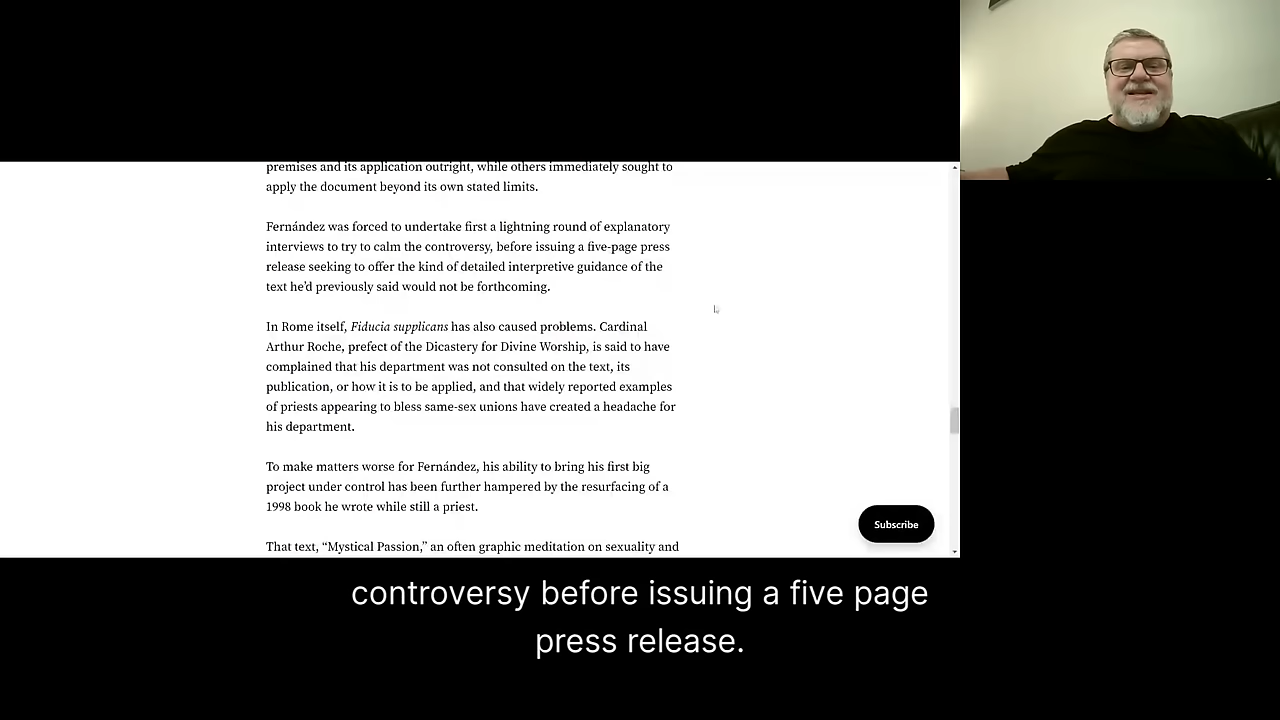 premises and its application outright, while others immediately sought to
apply the document beyond its own stated limits.
Fernández was forced to undertake first a lightning round of explanatory
interviews to try to calm the controversy, before issuing a five-page press
release seeking to offer the kind of detailed interpretive guidance of the
text he’d previously said would not be forthcoming.
In Rome itself, Fiducia supplicans has also caused problems. Cardinal
Arthur Roche, prefect of the Dicastery for Divine Worship, is said to have
complained that his department was not consulted on the text, its
publication, or how it is to be applied, and that widely reported examples
of priests appearing to bless same-sex unions have created a headache for
his department.
To make matters worse for Fernández, his ability to bring his first big
project under control has been further hampered by the resurfacing of a
1998 book he wrote while still a priest.
Subscribe
That text, “Mystical Passion,” an often graphic meditation on sexuality and
controversy before issuing a five page
press release.